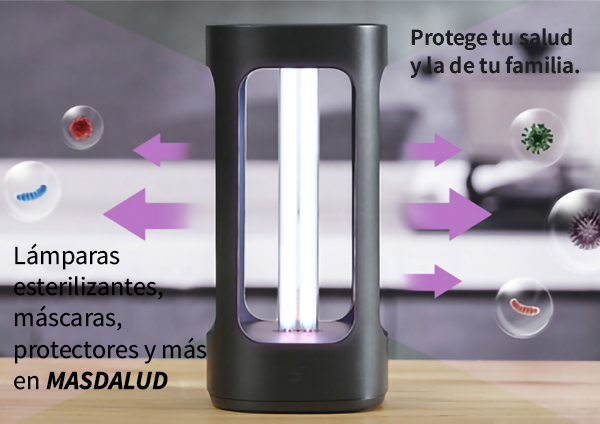 Protege tu salud
y la de tu familia.
Lámparas
esterilizantes,
máscaras,
protectores y más
en MASDALUD